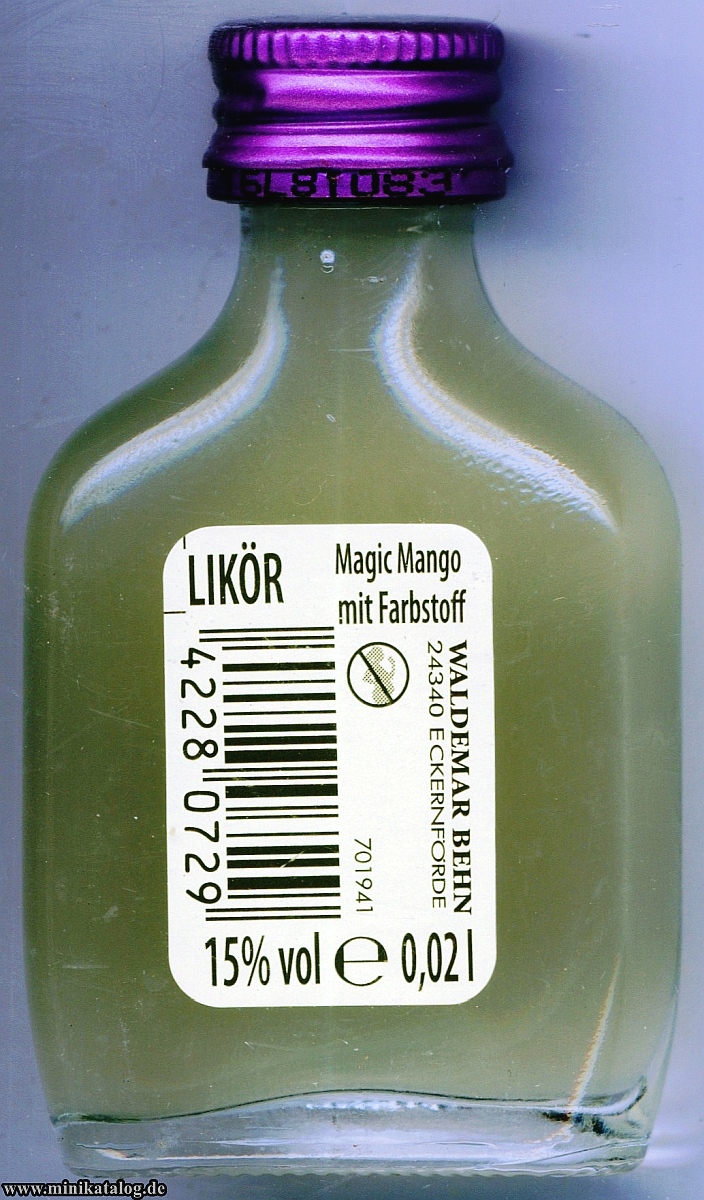 6L81083
LIKÖR
Magic Mango
mit Farbstoff
WALDEMAR BEHN
24340 ECKERNFÖRDE
4228 0729
701941
15% vol e 0,02 l
www.minikatalog.de